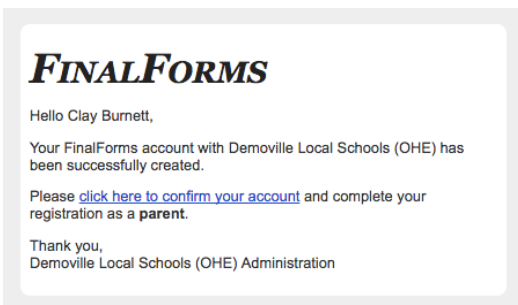 FINALFORMS
Hello Clay Burnett,
Your FinalForms account with Demoville Local Schools (OHE) has
been successfully created.
Please click here to confirm your account and complete your
registration as a parent.
Thank you,
Demoville Local Schools (OHE) Administration